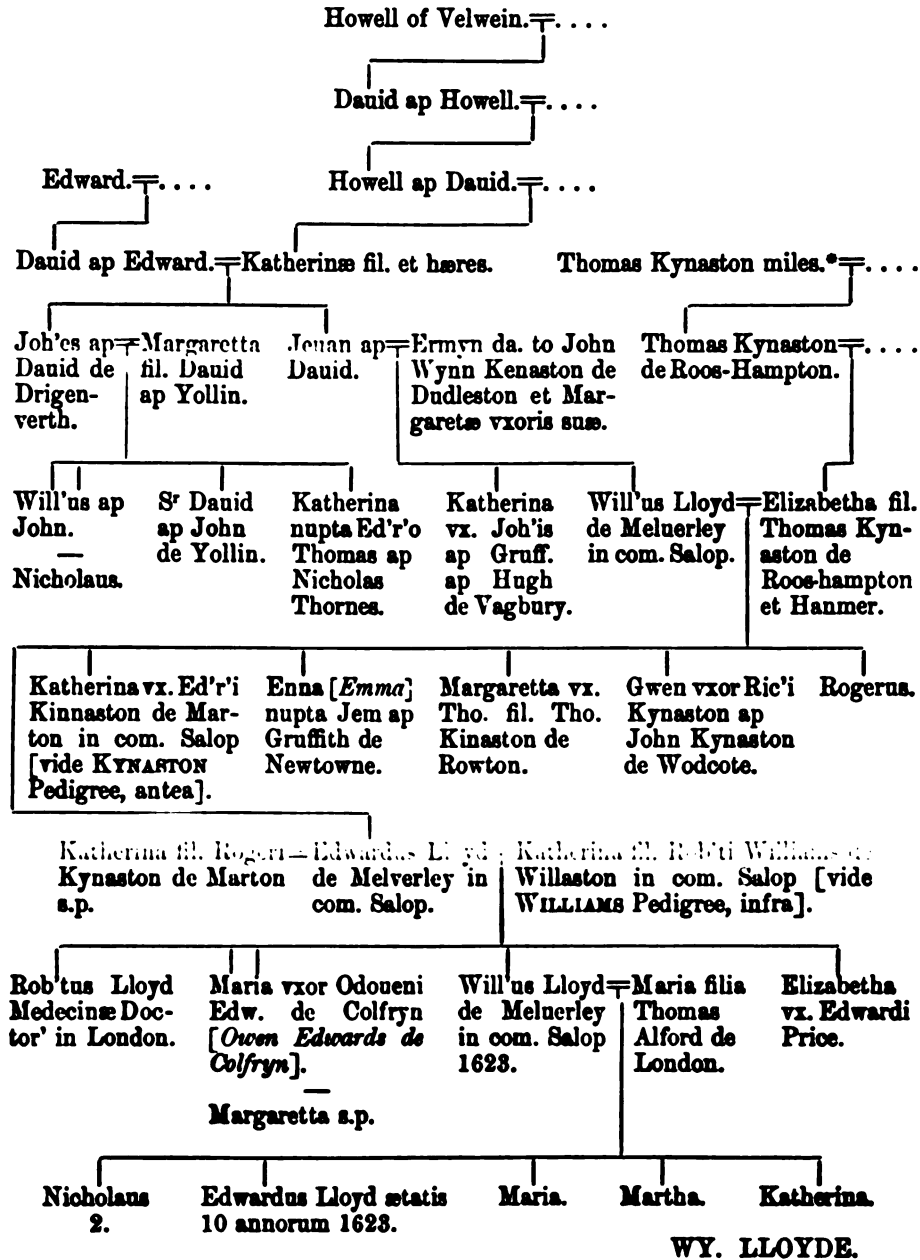 Howell of Velwein.=. . . .
Dauid ap Howell.=. . . .
Edward.=. . . .
Howell ap Dauid.=. . . .
Dauid ap Edward.=Katherinæ fil. et hæres.
Thomas Kynaston miles.*=. . . .
Joh'es ap=Margaretta
Dauid de fil. Dauid
Drigen- ap Yollin.
verth.
Jeuan ap=Ermyn da. to John
Dauid. Wynn Kenaston de
Dudleston et Mar-
garetæ vxoris suæ.
Thomas Kynaston=. . . .
de Roos-Hampton.
Will'us ap
John.
—
Nicholaus.
Sr Dauid
ap John
de Yollin.
Katherina
nupta Ed'r'o
Thomas ap
Nicholas
Thornes.
Katherina
vx. Joh'is
ap Gruff.
ap Hugh
de Vagbury.
Will'us Lloyd=Elizabetha fil.
de Meluerley Thomas Kyn-
in com. Salop. aston de
Roos-hampton
et Hanmer.
Katherina vx. Ed'r'i
Kinnaston de Mar-
ton in com. Salop
[vide KYNASTON
Pedigree, antea].
Enna [Emma]
nupta Jem ap
Gruffith de
Newtowne.
Margaretta vx.
Tho. fil. Tho.
Kinaston de
Rowton.
Gwen vxor Ric'i
Kynaston ap
John Kynaston
de Wodcote.
Rogerus.
Katherina fil. Rogeri=Edwardus Lloyd=Katherina fil. Rob'ti Williams de
Kynaston de Marton de Melverley in Willaston in com. Salop [vide
s.p. com. Salop. WILLIAMS Pedigree, infra].
Rob'tus Lloyd
Medecinæ Doc-
tor' in London.
Maria vxor Odoueni
Edw. de Colfryn
[Owen Edwards de
Colfryn].
—
Margaretta s.p.
Will'us Lloyd=Maria filia
de Meluerley Thomas
in com. Salop Alford de
1623. London.
Elizabetha
vx. Edwardi
Price.
Nicholaus
2.
Edwardus Lloyd ætatis
10 annorum 1623.
Maria.
Martha.
Katherina.
WY. LLOYDE.